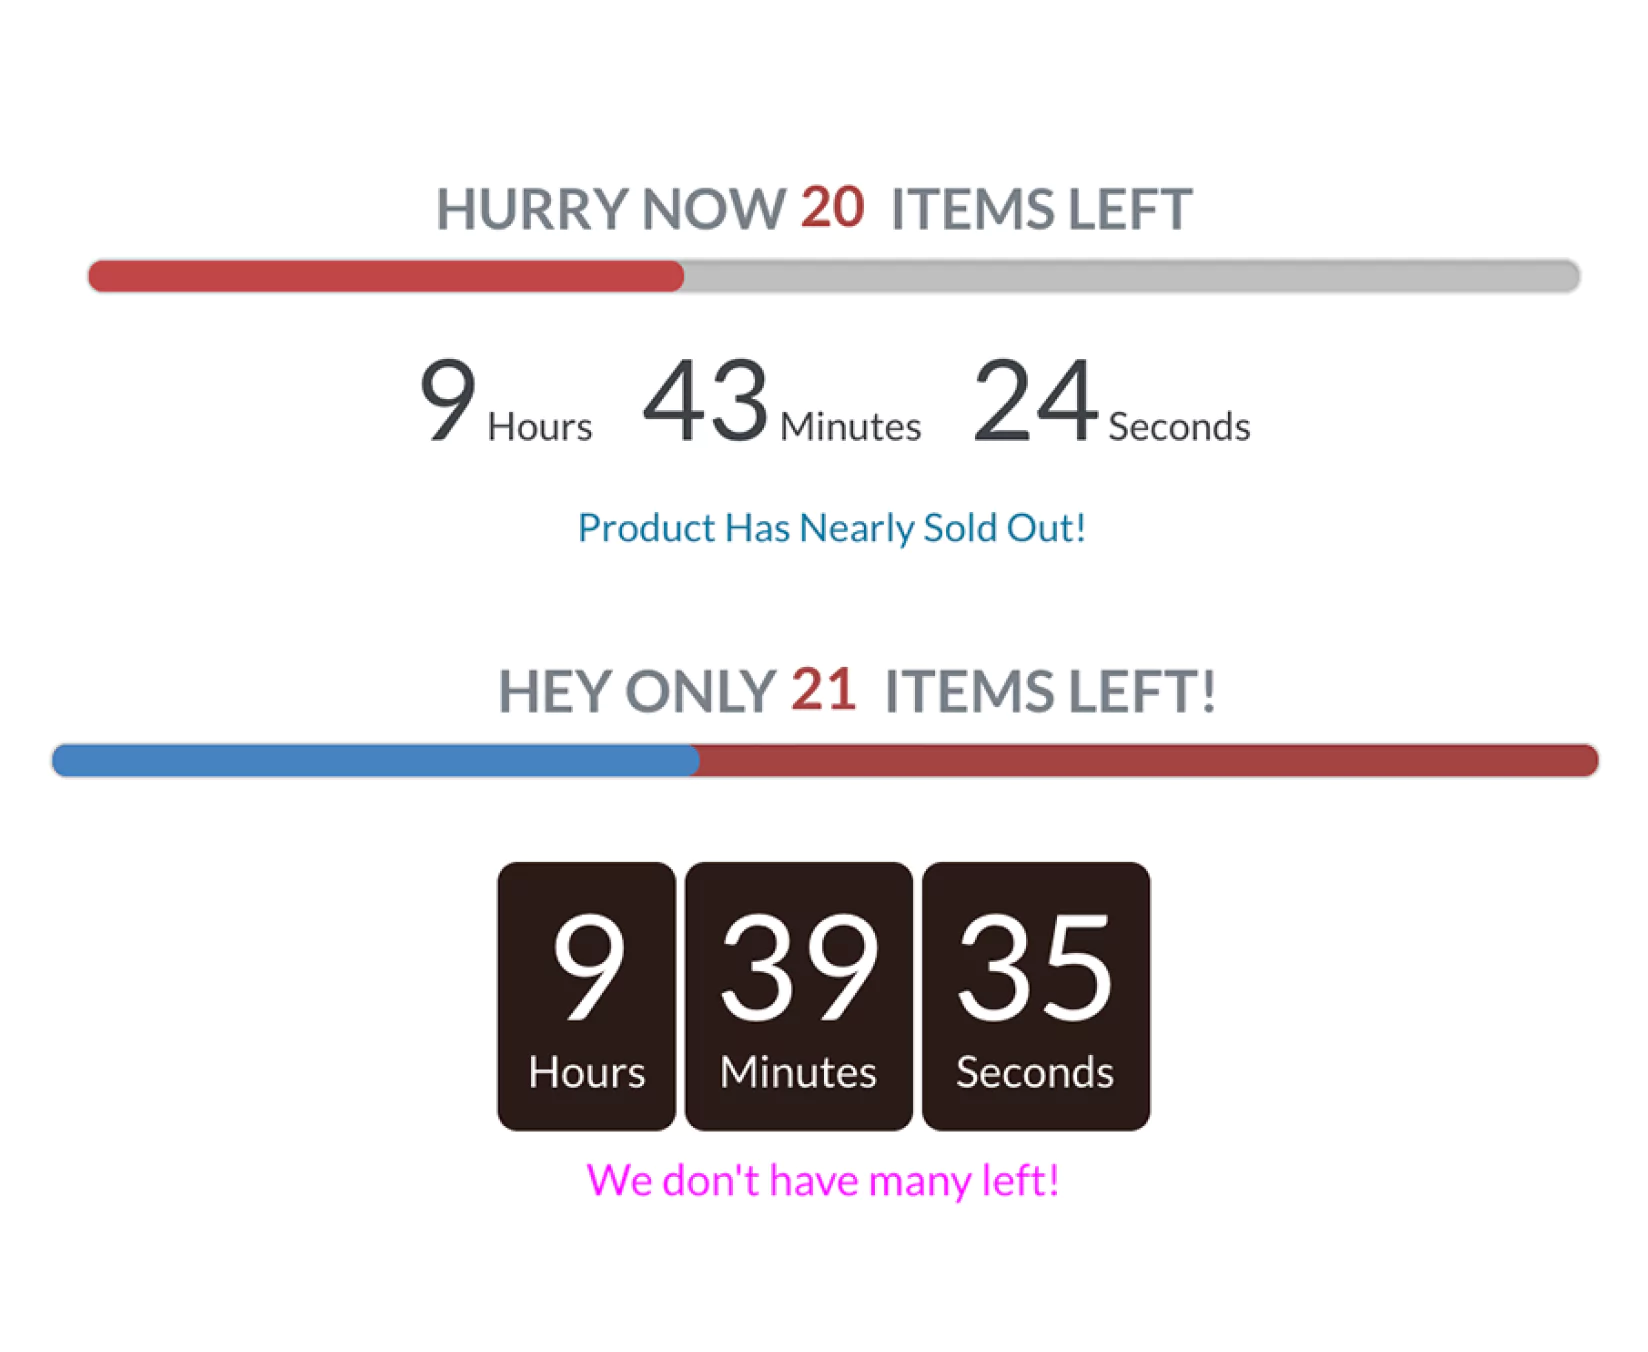 HURRY NOW 20 ITEMS LEFT
9 Hours 43 Minutes 24 Seconds
Product Has Nearly Sold Out!
HEY ONLY 21 ITEMS LEFT!
9 39 35
Hours Minutes Seconds
We don't have many left!